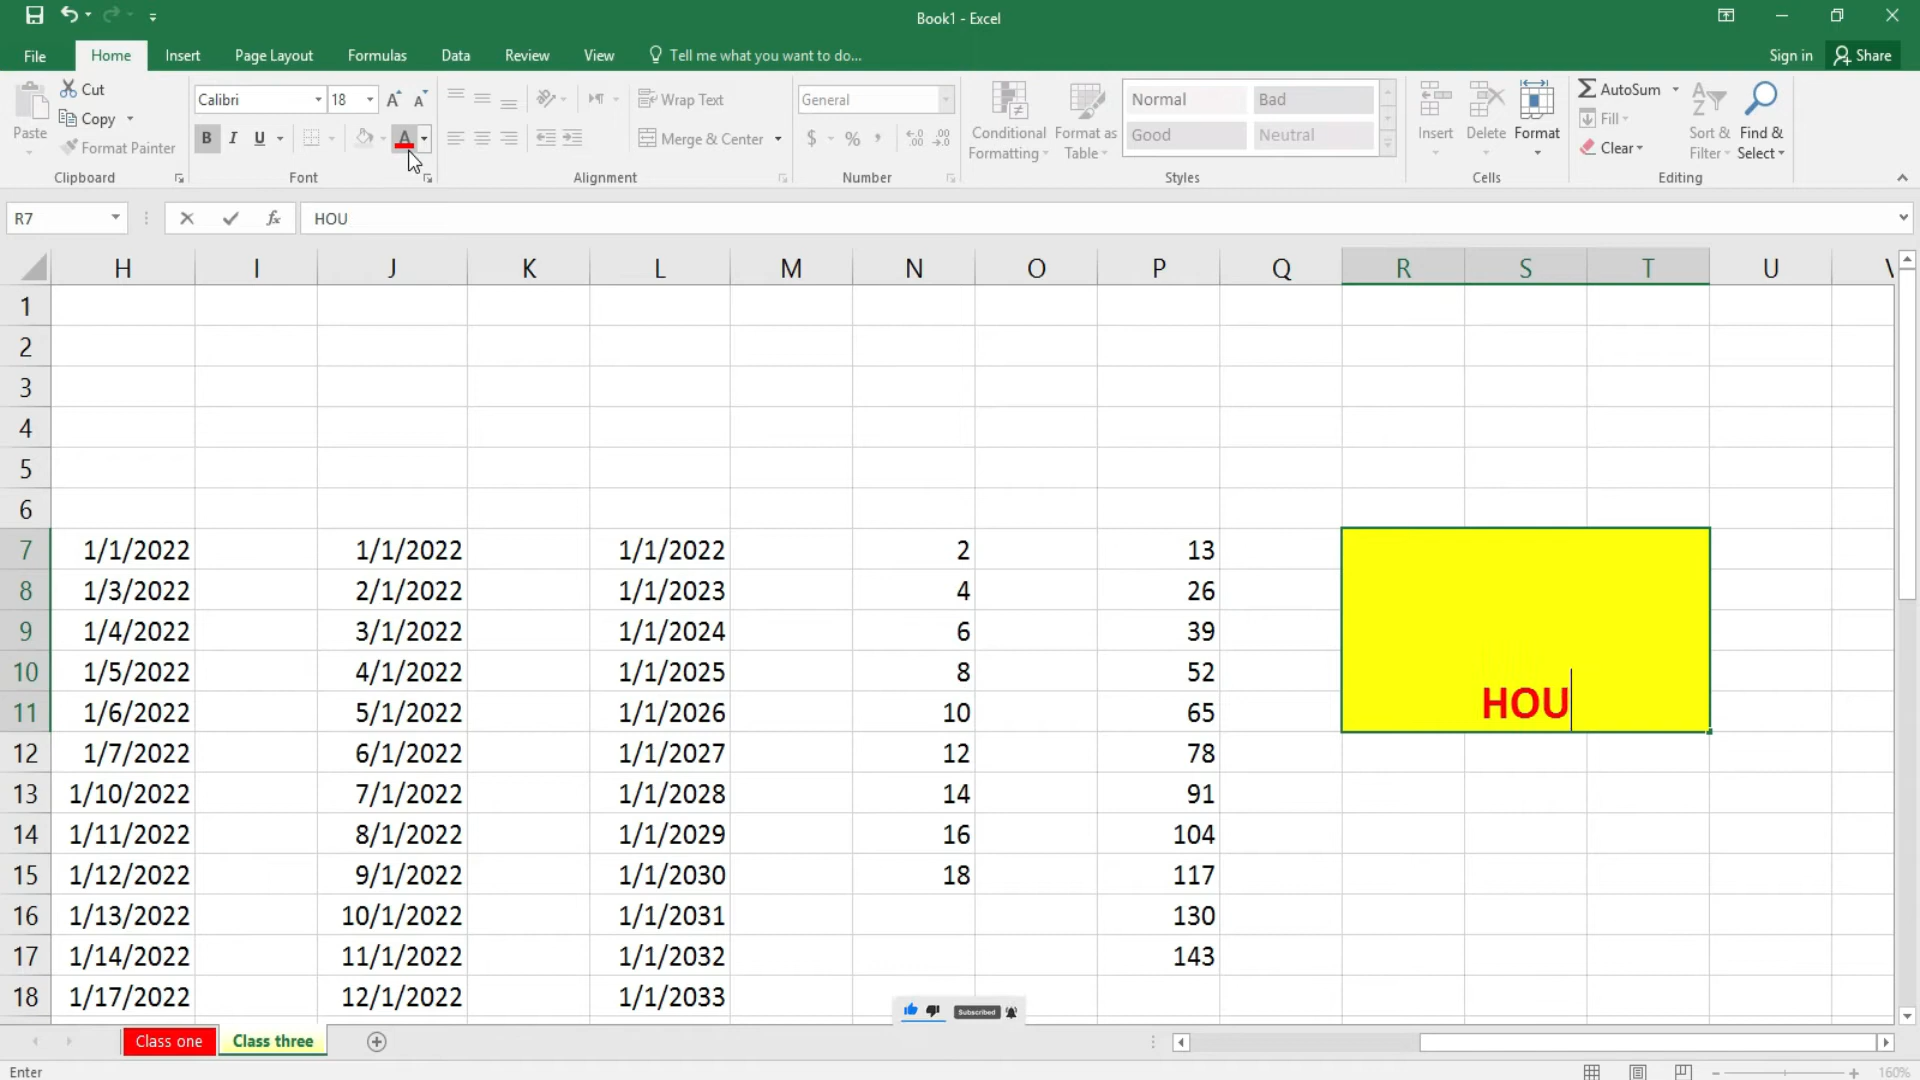 Book1 - Excel
File Home Insert Page Layout Formulas Data Review View Tell me what you want to do... Sign in Share
Paste Cut Copy Format Painter Clipboard
Calibri 18 B I U A Font
Wrap Text Merge & Center Alignment
General $ % , Number
Conditional Formatting Format as Table Normal Bad Good Neutral Styles
Insert Delete Format Cells
AutoSum Fill Clear Sort & Filter Find & Select Editing
R7 fx HOU
H I J K L M N O P Q R S T U V
1
2
3
4
5
6
7 1/1/2022 1/1/2022 1/1/2022 2 13
8 1/3/2022 2/1/2022 1/1/2023 4 26
9 1/4/2022 3/1/2022 1/1/2024 6 39
10 1/5/2022 4/1/2022 1/1/2025 8 52
11 1/6/2022 5/1/2022 1/1/2026 10 65 HOU
12 1/7/2022 6/1/2022 1/1/2027 12 78
13 1/10/2022 7/1/2022 1/1/2028 14 91
14 1/11/2022 8/1/2022 1/1/2029 16 104
15 1/12/2022 9/1/2022 1/1/2030 18 117
16 1/13/2022 10/1/2022 1/1/2031 130
17 1/14/2022 11/1/2022 1/1/2032 143
18 1/17/2022 12/1/2022 1/1/2033
Subscribed
Class one Class three
Enter 160%